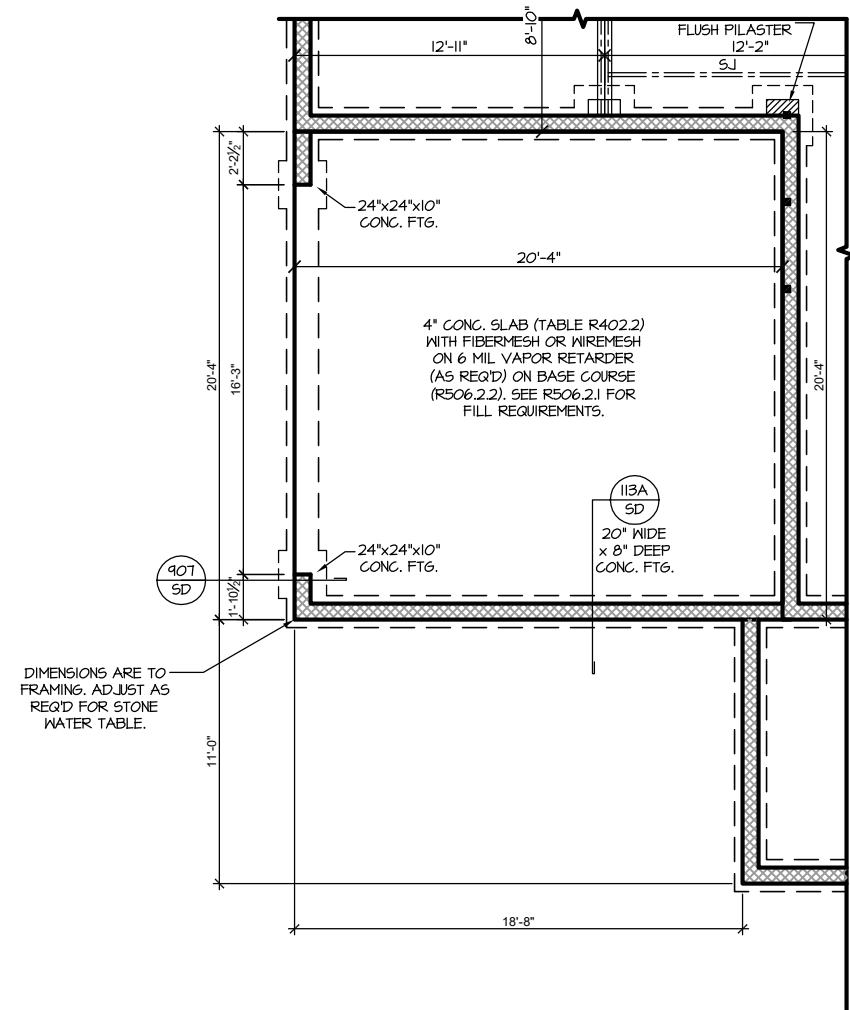 8'-10"
FLUSH PILASTER
12'-11"
12'-2"
SJ
2'-2½"
24"x24"x10"
CONC. FTG.
20'-4"
4" CONC. SLAB (TABLE R402.2)
WITH FIBERMESH OR WIREMESH
ON 6 MIL VAPOR RETARDER
(AS REQ'D) ON BASE COURSE
(R506.2.2). SEE R506.2.1 FOR
FILL REQUIREMENTS.
20'-4"
16'-3"
20'-4"
113A
SD
20" WIDE
x 8" DEEP
CONC. FTG.
24"x24"x10"
CONC. FTG.
907
SD
1'-10½"
DIMENSIONS ARE TO
FRAMING. ADJUST AS
REQ'D FOR STONE
WATER TABLE.
11'-0"
18'-8"